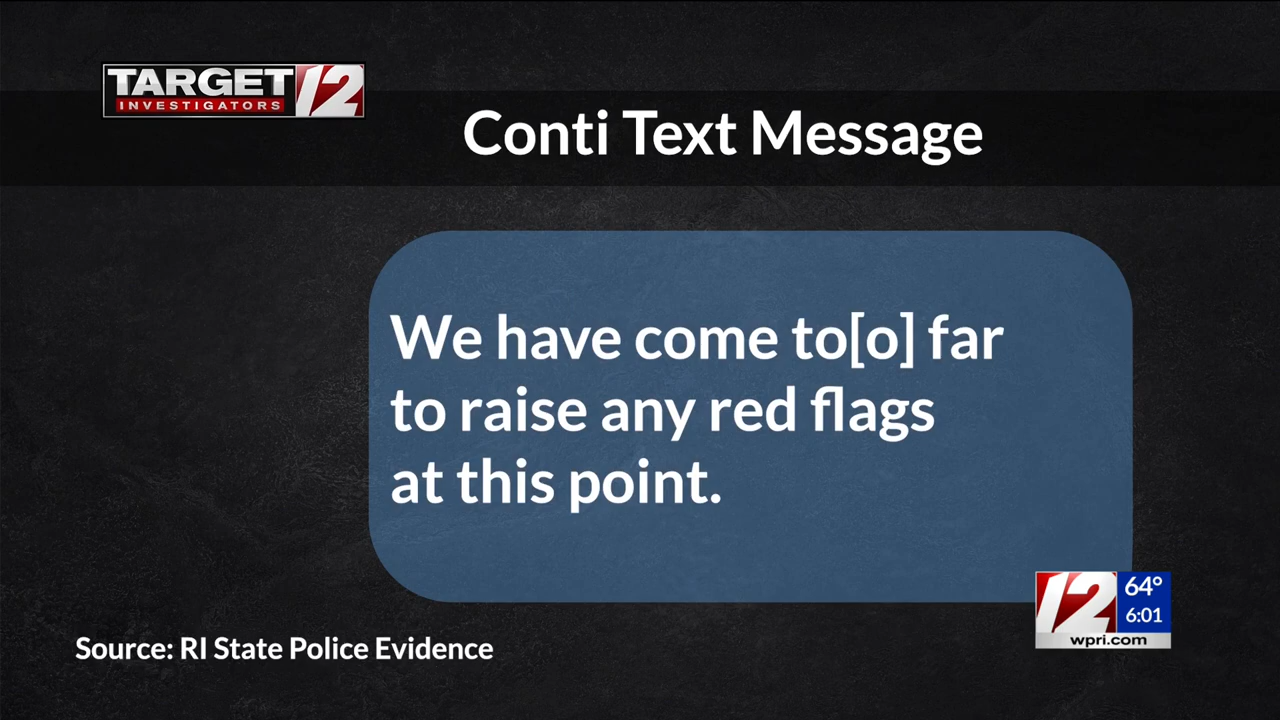 TARGET 12
INVESTIGATORS
Conti Text Message
We have come to[o] far
to raise any red flags
at this point.
12 64°
6:01
wpri.com
Source: RI State Police Evidence